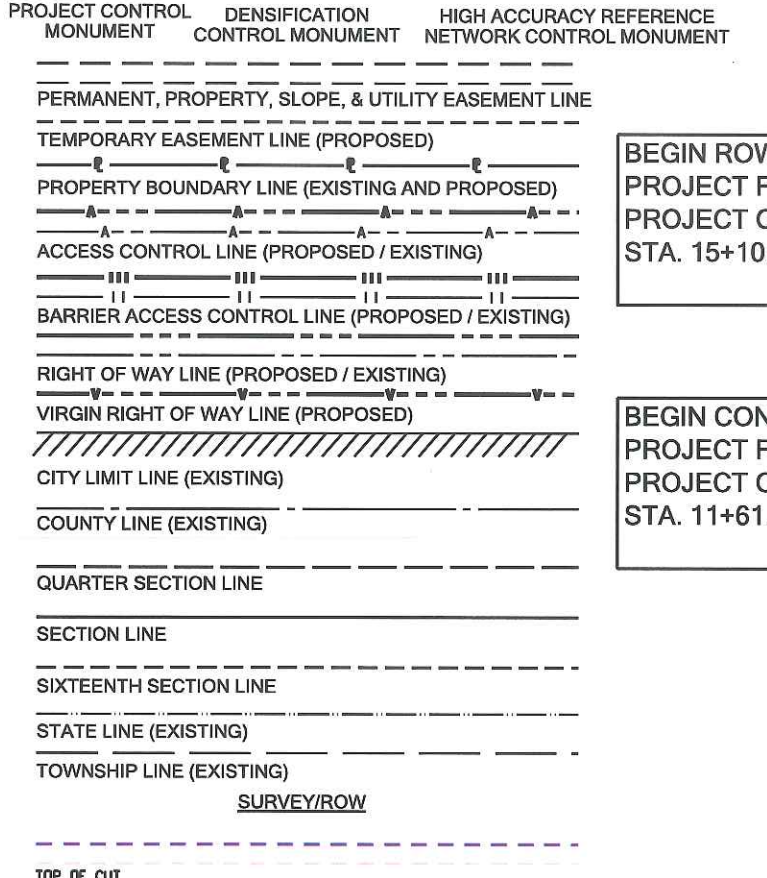 PROJECT CONTROL MONUMENT
DENSIFICATION CONTROL MONUMENT
HIGH ACCURACY REFERENCE NETWORK CONTROL MONUMENT
PERMANENT, PROPERTY, SLOPE, & UTILITY EASEMENT LINE
TEMPORARY EASEMENT LINE (PROPOSED)
PROPERTY BOUNDARY LINE (EXISTING AND PROPOSED)
A A A A
A A A A
ACCESS CONTROL LINE (PROPOSED / EXISTING)
BARRIER ACCESS CONTROL LINE (PROPOSED / EXISTING)
RIGHT OF WAY LINE (PROPOSED / EXISTING)
V V V V
VIRGIN RIGHT OF WAY LINE (PROPOSED)
CITY LIMIT LINE (EXISTING)
COUNTY LINE (EXISTING)
QUARTER SECTION LINE
SECTION LINE
SIXTEENTH SECTION LINE
STATE LINE (EXISTING)
TOWNSHIP LINE (EXISTING)
SURVEY/ROW
TOP OF CUT
BEGIN ROW
PROJECT
PROJECT
STA. 15+10
BEGIN
PROJECT
PROJECT
STA. 11+61